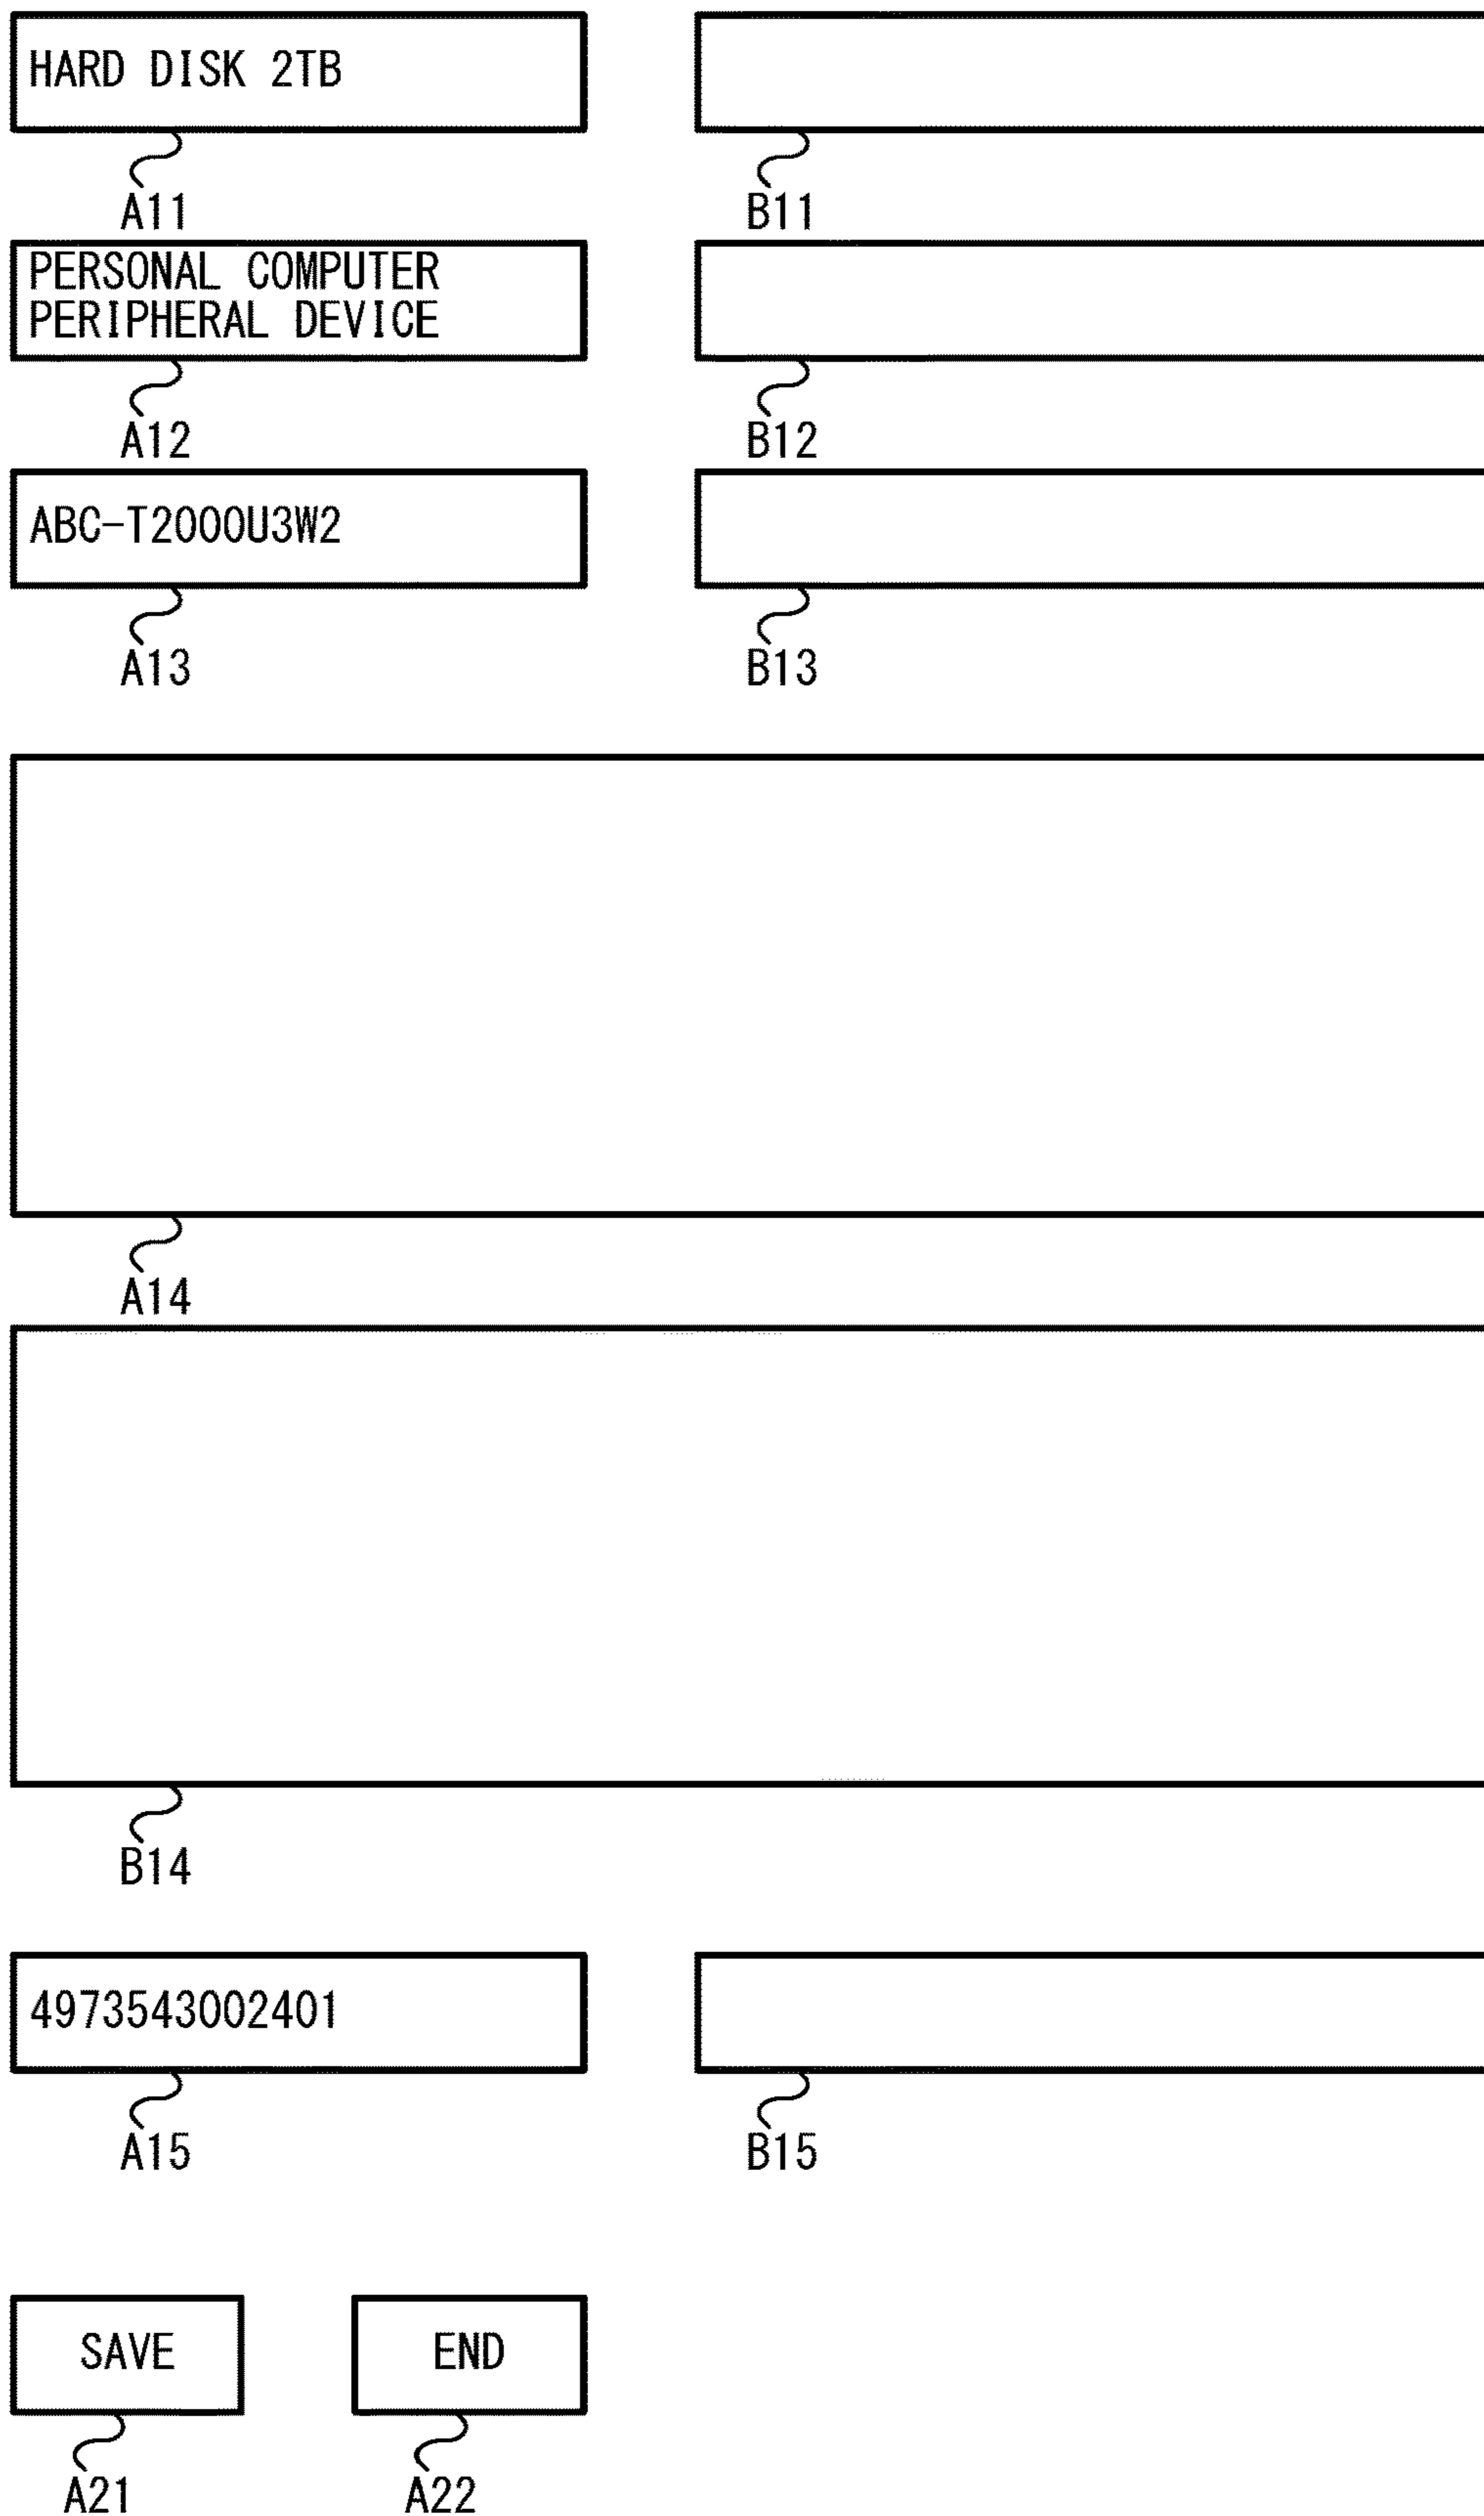 HARD DISK 2TB
A11 B11
PERSONAL COMPUTER
PERIPHERAL DEVICE
A12 B12
ABC-T2000U3W2
A13 B13
A14
B14
4973543002401
A15 B15
SAVE END
A21 A22